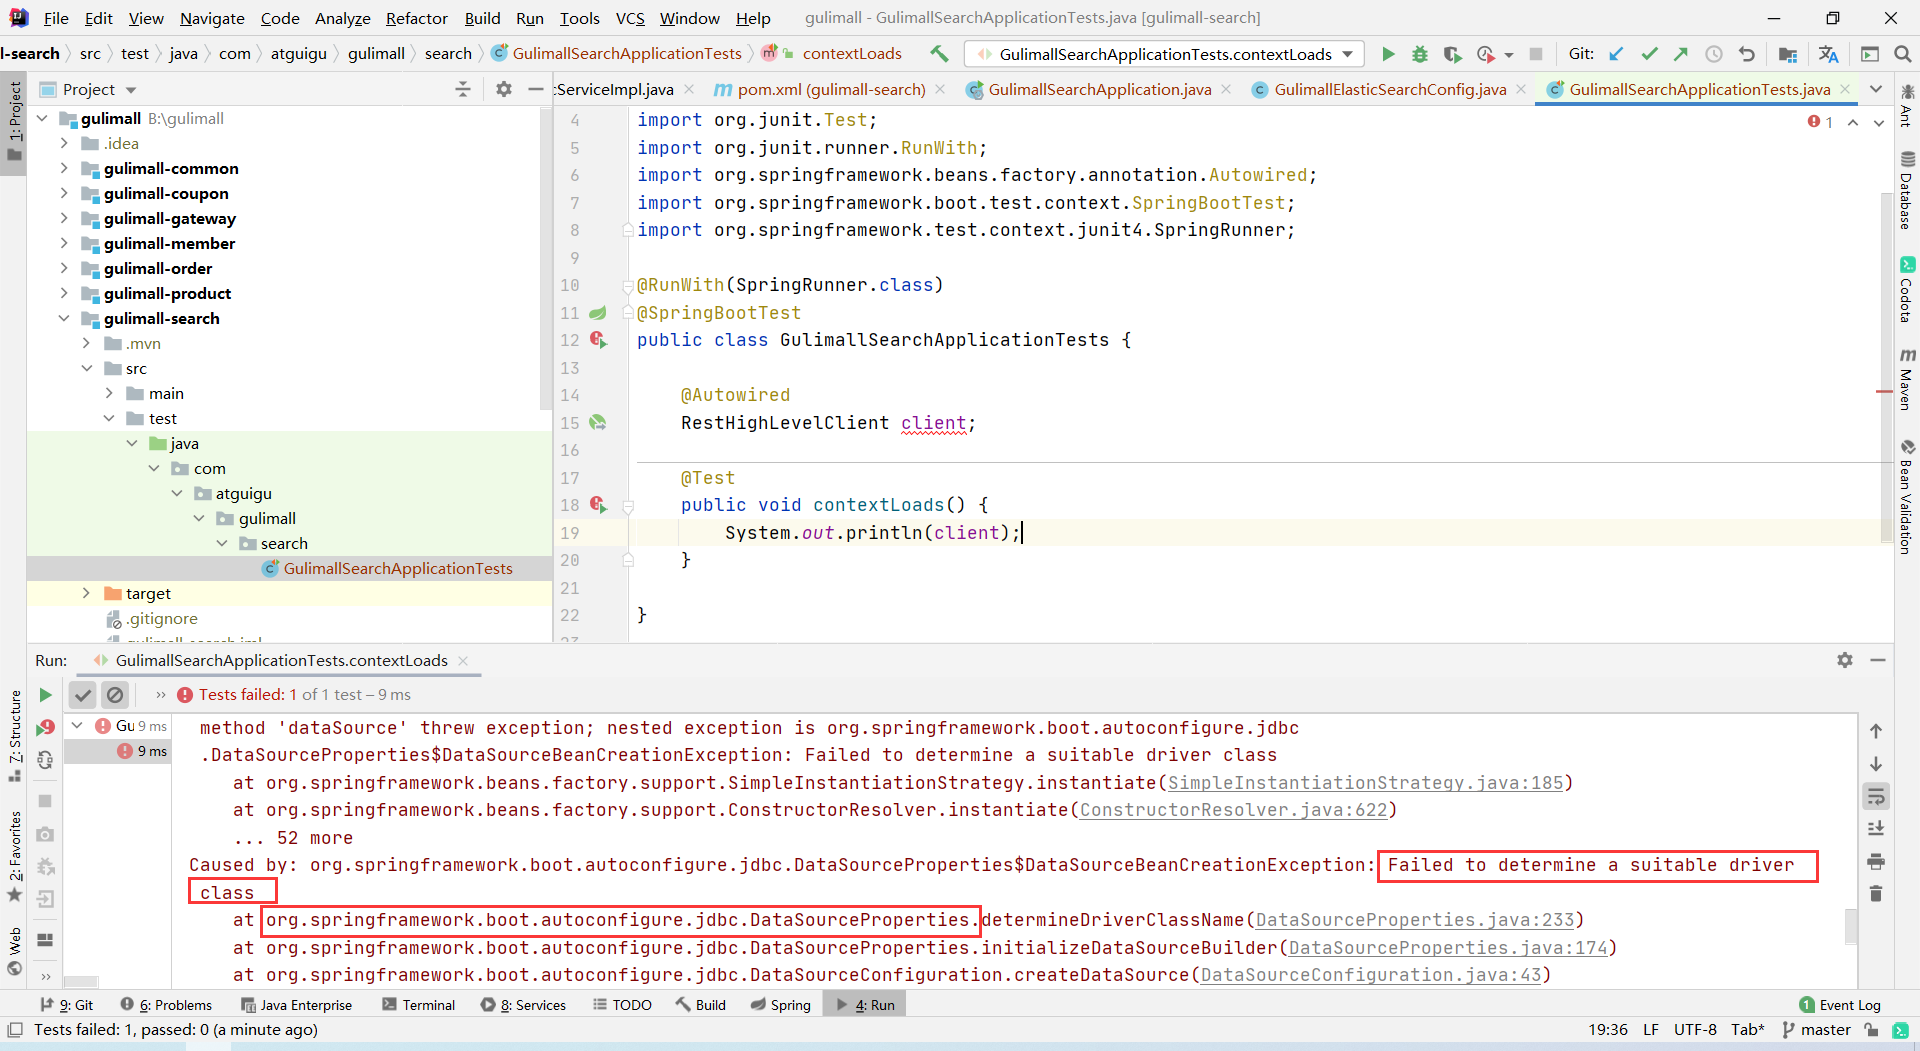 File Edit View Navigate Code Analyze Refactor Build Run Tools VCS Window Help gulimall - GulimallSearchApplicationTests.java [gulimall-search]
l-search src test java com atguigu gulimall search GulimallSearchApplicationTests contextLoads GulimallSearchApplicationTests.contextLoads Git:
Project
:ServiceImpl.java pom.xml (gulimall-search) GulimallSearchApplication.java GulimallElasticSearchConfig.java GulimallSearchApplicationTests.java
1: Project
gulimall B:\gulimall
.idea
gulimall-common
gulimall-coupon
gulimall-gateway
gulimall-member
gulimall-order
gulimall-product
gulimall-search
.mvn
src
main
test
java
com
atguigu
gulimall
search
GulimallSearchApplicationTests
target
.gitignore
gulimall-search.iml
4 import org.junit.Test;
5 import org.junit.runner.RunWith;
6 import org.springframework.beans.factory.annotation.Autowired;
7 import org.springframework.boot.test.context.SpringBootTest;
8 import org.springframework.test.context.junit4.SpringRunner;
9
10 @RunWith(SpringRunner.class)
11 @SpringBootTest
12 public class GulimallSearchApplicationTests {
13
14 @Autowired
15 RestHighLevelClient client;
16
17 @Test
18 public void contextLoads() {
19 System.out.println(client);
20 }
21
22 }
23
1
Ant
Database
Codota
Maven
Bean Validation
Run: GulimallSearchApplicationTests.contextLoads
Tests failed: 1 of 1 test – 9 ms
Gu 9 ms
9 ms
method 'dataSource' threw exception; nested exception is org.springframework.boot.autoconfigure.jdbc
.DataSourceProperties$DataSourceBeanCreationException: Failed to determine a suitable driver class
at org.springframework.beans.factory.support.SimpleInstantiationStrategy.instantiate(SimpleInstantiationStrategy.java:185)
at org.springframework.beans.factory.support.ConstructorResolver.instantiate(ConstructorResolver.java:622)
... 52 more
Caused by: org.springframework.boot.autoconfigure.jdbc.DataSourceProperties$DataSourceBeanCreationException: Failed to determine a suitable driver
class
at org.springframework.boot.autoconfigure.jdbc.DataSourceProperties.determineDriverClassName(DataSourceProperties.java:233)
at org.springframework.boot.autoconfigure.jdbc.DataSourceProperties.initializeDataSourceBuilder(DataSourceProperties.java:174)
at org.springframework.boot.autoconfigure.jdbc.DataSourceConfiguration.createDataSource(DataSourceConfiguration.java:43)
7: Structure
2: Favorites
Web
9: Git 6: Problems Java Enterprise Terminal 8: Services TODO Build Spring 4: Run 1 Event Log
Tests failed: 1, passed: 0 (a minute ago) 19:36 LF UTF-8 Tab* master